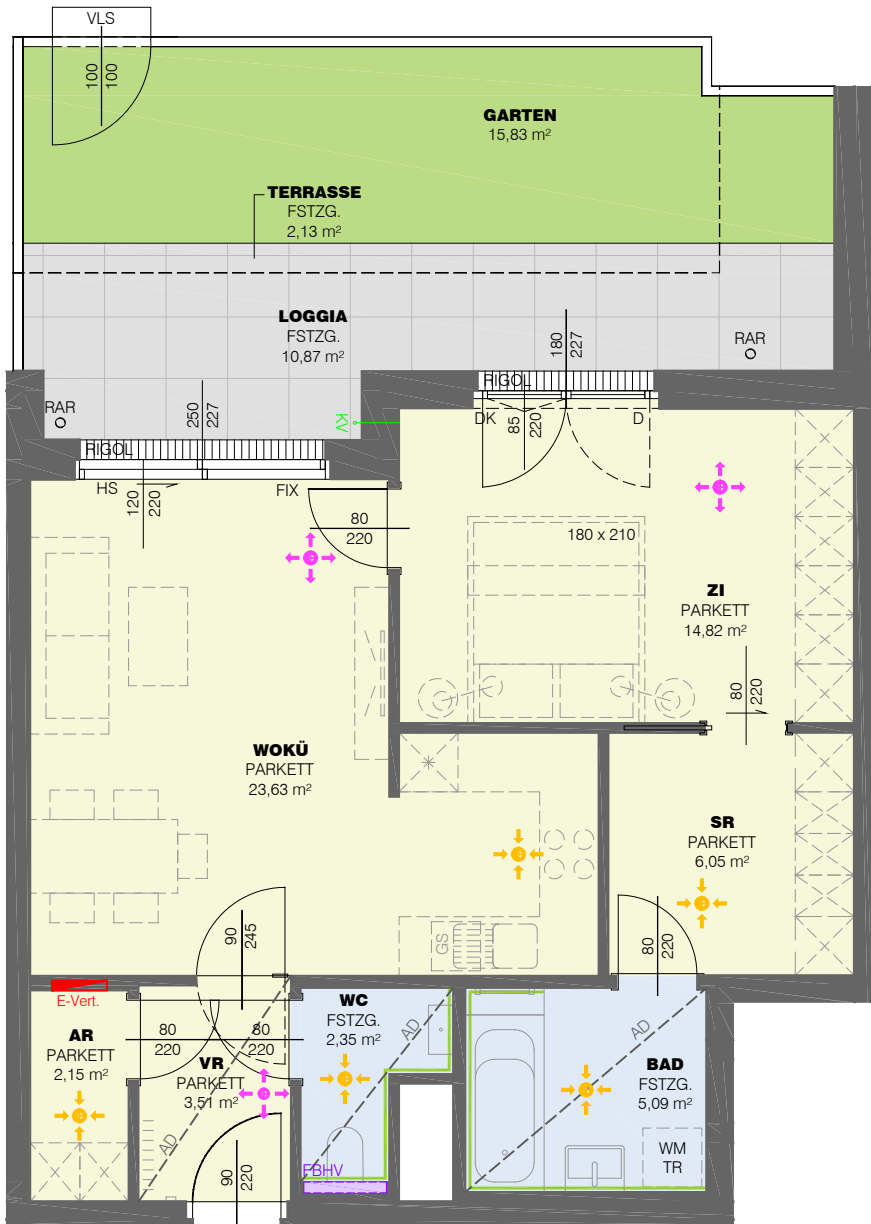 VLS
100
100
GARTEN
15,83 m²
TERRASSE
FSTZG.
2,13 m²
LOGGIA
FSTZG.
10,87 m²
180
227
RAR
RAR
RIGOL
250
227
KV
DK
85
220
D
RIGOL
HS
120
220
FIX
80
220
180 x 210
ZI
PARKETT
14,82 m²
80
220
WOKÜ
PARKETT
23,63 m²
SR
PARKETT
6,05 m²
GS
90
245
80
220
E-Vert.
AR
PARKETT
2,15 m²
80
220
80
220
VR
PARKETT
3,51 m²
AD
90
220
WC
FSTZG.
2,35 m²
AD
FBHV
AD
BAD
FSTZG.
5,09 m²
WM
TR